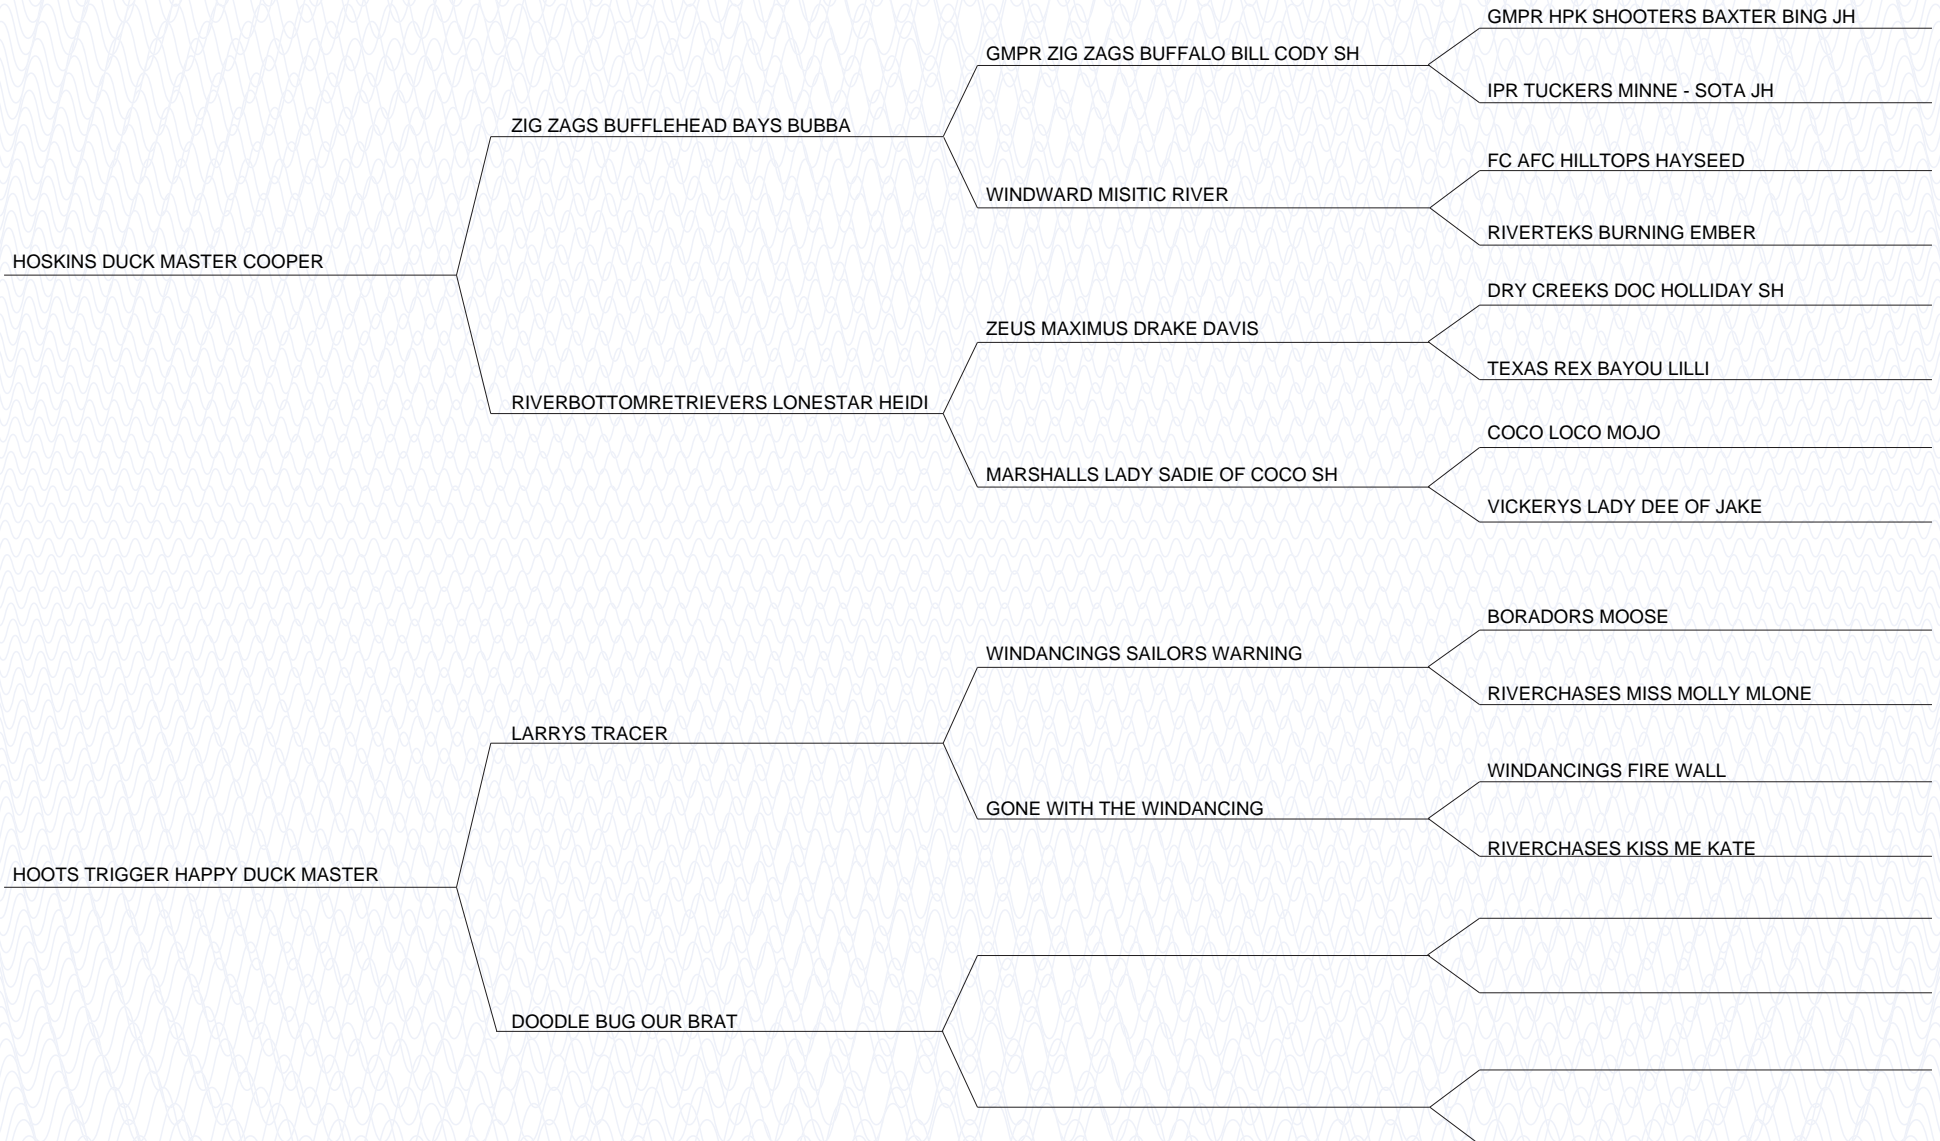 GMPR HPK SHOOTERS BAXTER BING JH
GMPR ZIG ZAGS BUFFALO BILL CODY SH
IPR TUCKERS MINNE - SOTA JH
ZIG ZAGS BUFFLEHEAD BAYS BUBBA
FC AFC HILLTOPS HAYSEED
WINDWARD MISITIC RIVER
RIVERTEKS BURNING EMBER
HOSKINS DUCK MASTER COOPER
DRY CREEKS DOC HOLLIDAY SH
ZEUS MAXIMUS DRAKE DAVIS
TEXAS REX BAYOU LILLI
RIVERBOTTOMRETRIEVERS LONESTAR HEIDI
COCO LOCO MOJO
MARSHALLS LADY SADIE OF COCO SH
VICKERYS LADY DEE OF JAKE
BORADORS MOOSE
WINDANCINGS SAILORS WARNING
RIVERCHASES MISS MOLLY MLONE
LARRYS TRACER
WINDANCINGS FIRE WALL
GONE WITH THE WINDANCING
RIVERCHASES KISS ME KATE
HOOTS TRIGGER HAPPY DUCK MASTER
DOODLE BUG OUR BRAT